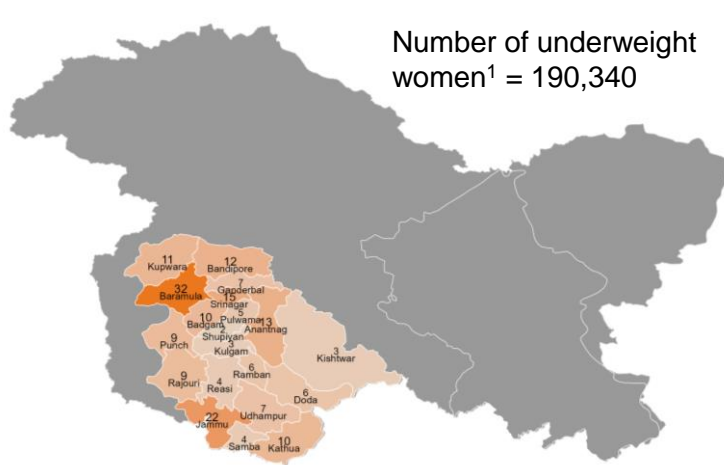 Number of underweight
women¹ = 190,340
11
Kupwara
12
Bandipore
32
Baramula
7
Ganderbal
15
Srinagar
5
Pulwama
13
Anantnag
10
Badgam
2
Shupiyan
3
Kulgam
9
Punch
3
Kishtwar
6
Ramban
9
Rajouri
4
Reasi
6
Doda
22
Jammu
7
Udhampur
4
Samba
10
Kathua